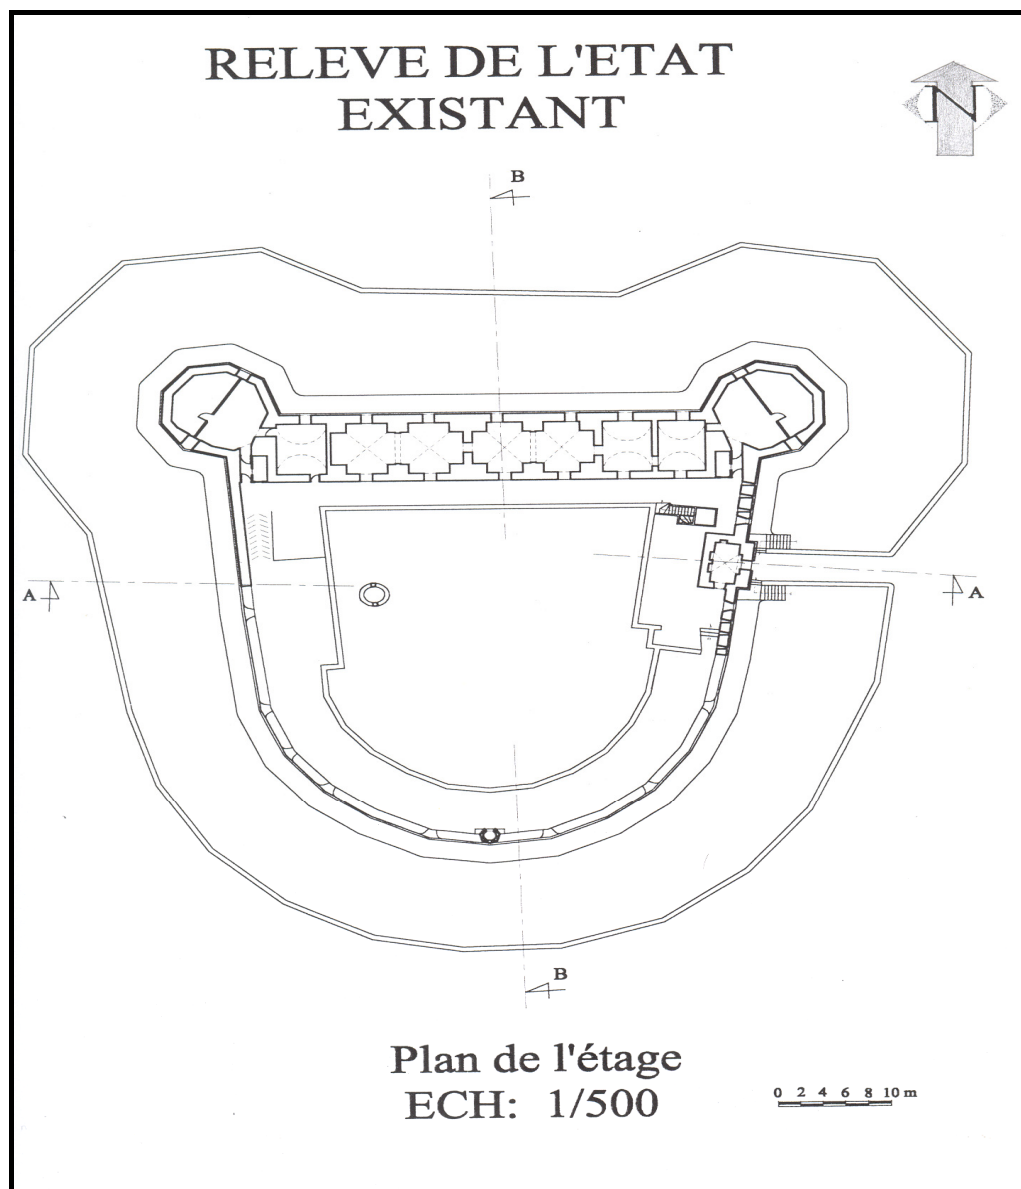 RELEVE DE L'ETAT
EXISTANT
N
B
A
A
B
Plan de l'étage
ECH: 1/500
0 2 4 6 8 10 m